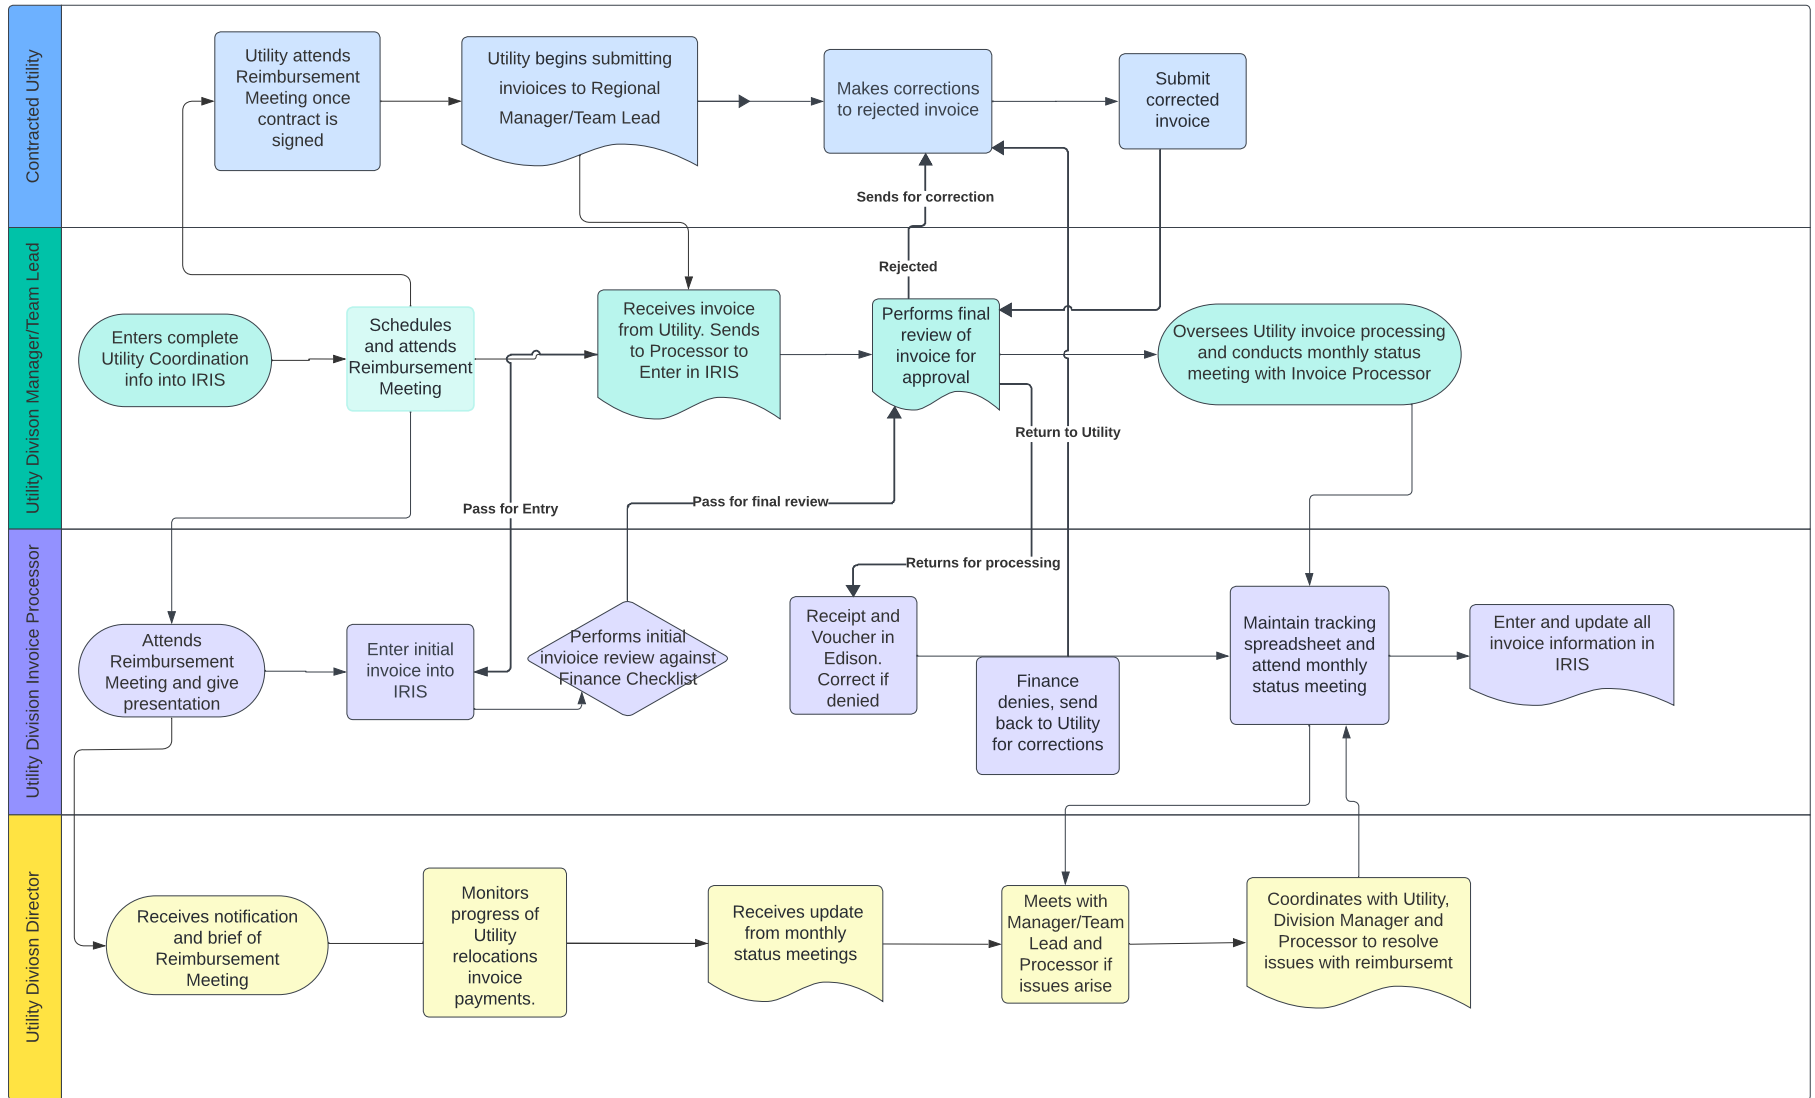 Contracted Utility
Utility attends
Reimbursement
Meeting once
contract is
signed
Utility begins submitting
invioices to Regional
Manager/Team Lead
Makes corrections
to rejected invoice
Submit
corrected
invoice
Sends for correction
Utility Divison Manager/Team Lead
Rejected
Enters complete
Utility Coordination
info into IRIS
Schedules
and attends
Reimbursement
Meeting
Receives invoice
from Utility. Sends
to Processor to
Enter in IRIS
Performs final
review of
invoice for
approval
Oversees Utility invoice processing
and conducts monthly status
meeting with Invoice Processor
Return to Utility
Pass for Entry
Pass for final review
Utility Division Invoice Processor
Returns for processing
Attends
Reimbursement
Meeting and give
presentation
Enter initial
invoice into
IRIS
Performs initial
invioice review against
Finance Checklist
Receipt and
Voucher in
Edison.
Correct if
denied
Finance
denies, send
back to Utility
for corrections
Maintain tracking
spreadsheet and
attend monthly
status meeting
Enter and update all
invoice information in
IRIS
Utility Diviosn Director
Receives notification
and brief of
Reimbursement
Meeting
Monitors
progress of
Utility
relocations
invoice
payments.
Receives update
from monthly
status meetings
Meets with
Manager/Team
Lead and
Processor if
issues arise
Coordinates with Utility,
Division Manager and
Processor to resolve
issues with reimbursemt